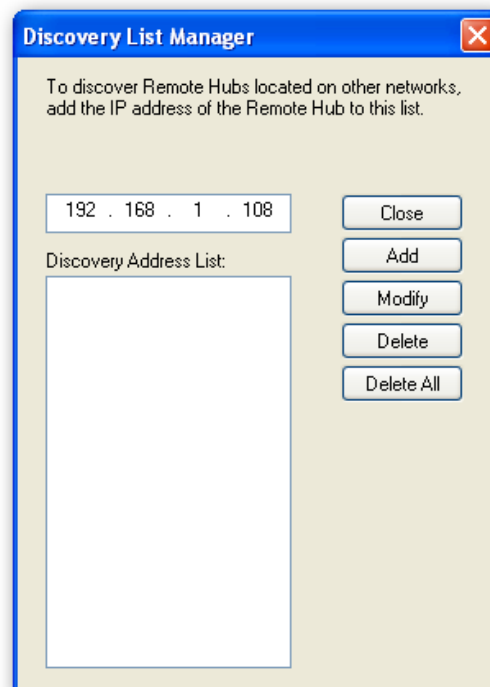 Discovery List Manager
To discover Remote Hubs located on other networks,
add the IP address of the Remote Hub to this list.
192 . 168 . 1 . 108
Close
Discovery Address List:
Add
Modify
Delete
Delete All